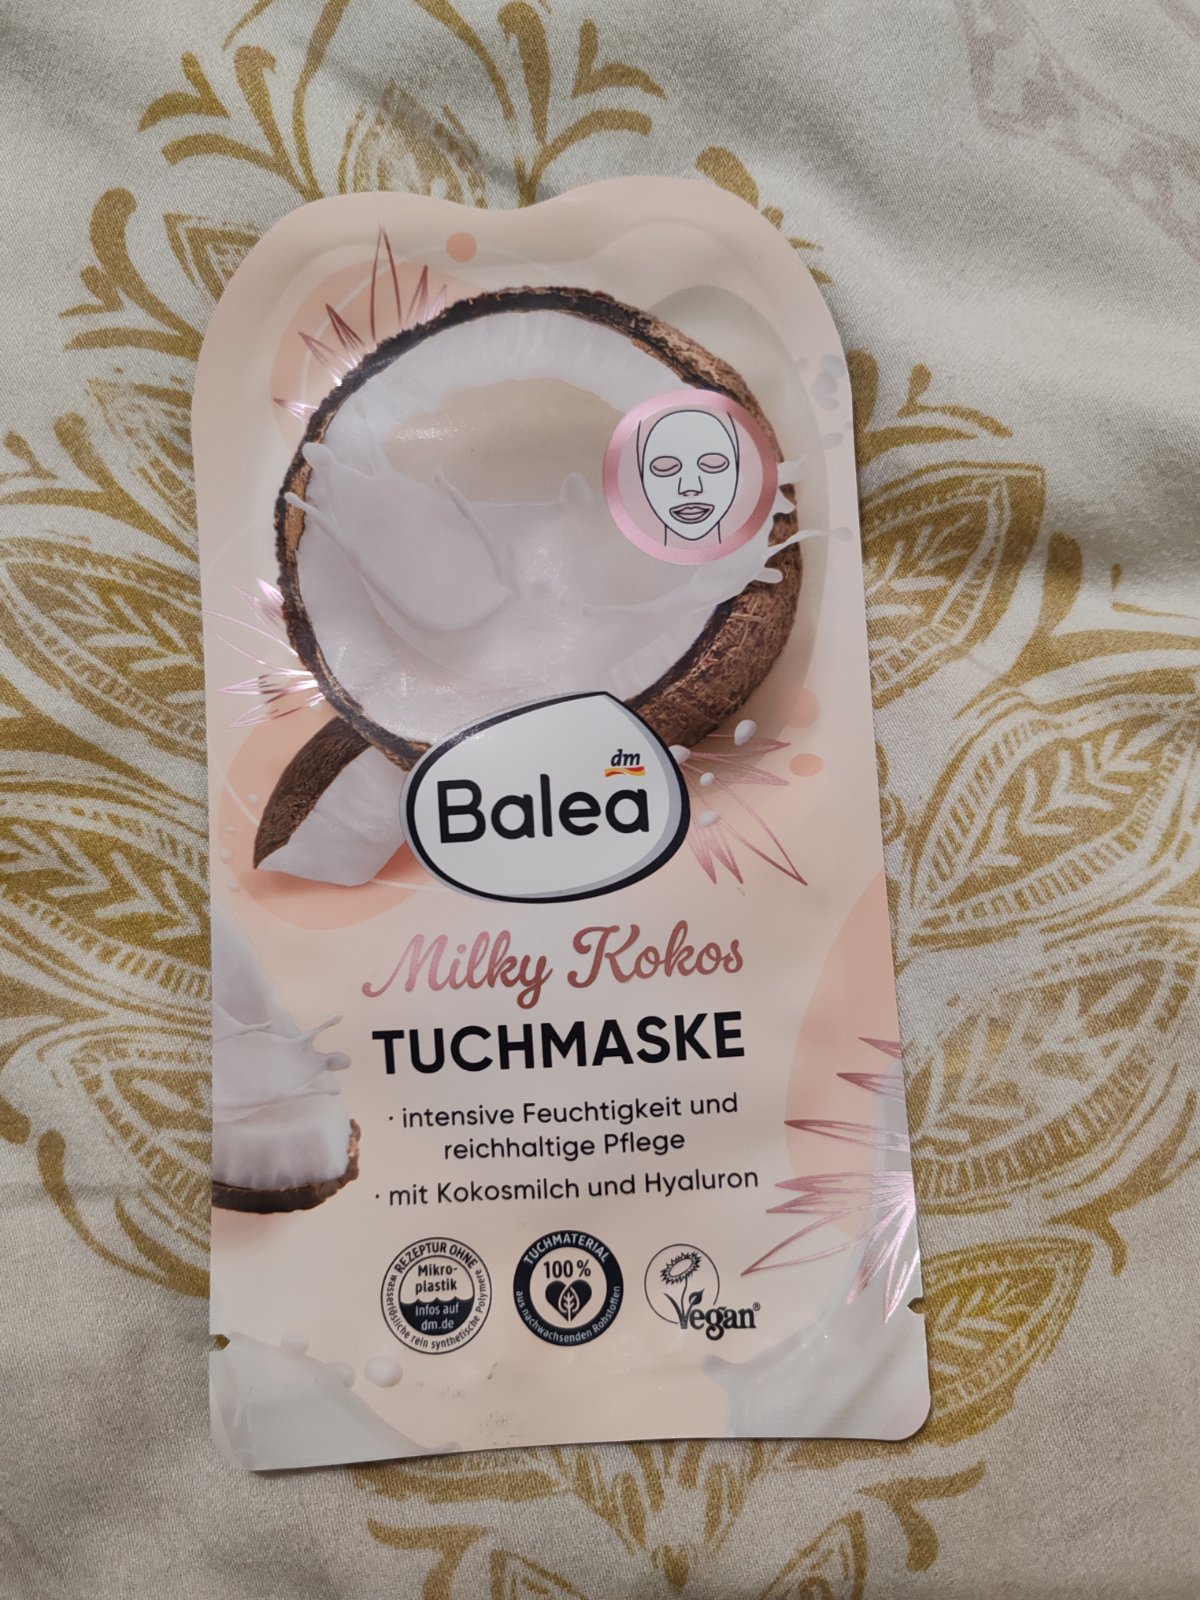 dm
Balea
Milky Kokos
TUCHMASKE
· intensive Feuchtigkeit und
reichhaltige Pflege
· mit Kokosmilch und Hyaluron
REZEPTUR OHNE
Mikro-
plastik
Infos auf
dm.de
wasserlösliche rein synthetische Polymere
TUCHMATERIAL
100 %
aus nachwachsenden Rohstoffen
Vegan®